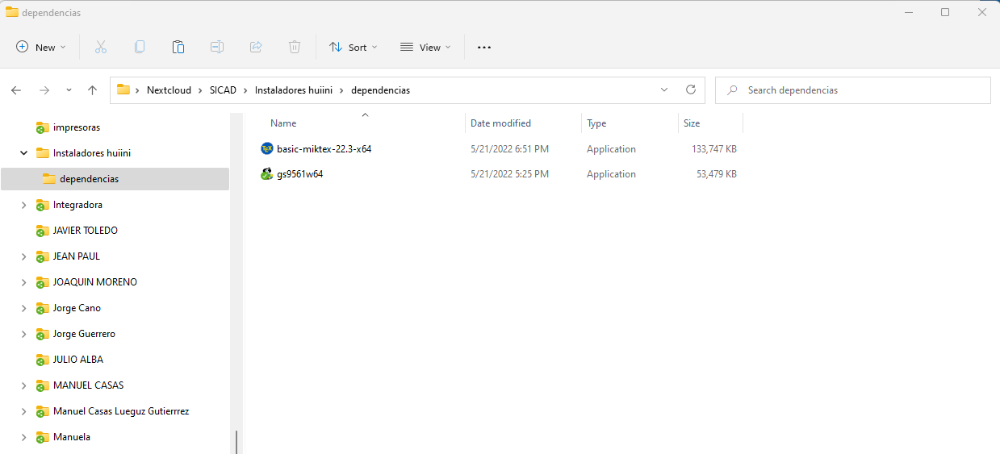 dependencias
New Sort View
Nextcloud SICAD Instaladores huiini dependencias
Search dependencias
impresoras
Instaladores huiini
dependencias
Integradora
JAVIER TOLEDO
JEAN PAUL
JOAQUIN MORENO
Jorge Cano
Jorge Guerrero
JULIO ALBA
MANUEL CASAS
Manuel Casas Lueguz Gutierrrez
Manuela
Name Date modified Type Size
TEX basic-miktex-22.3-x64 5/21/2022 6:51 PM Application 133,747 KB
gs9561w64 5/21/2022 5:25 PM Application 53,479 KB